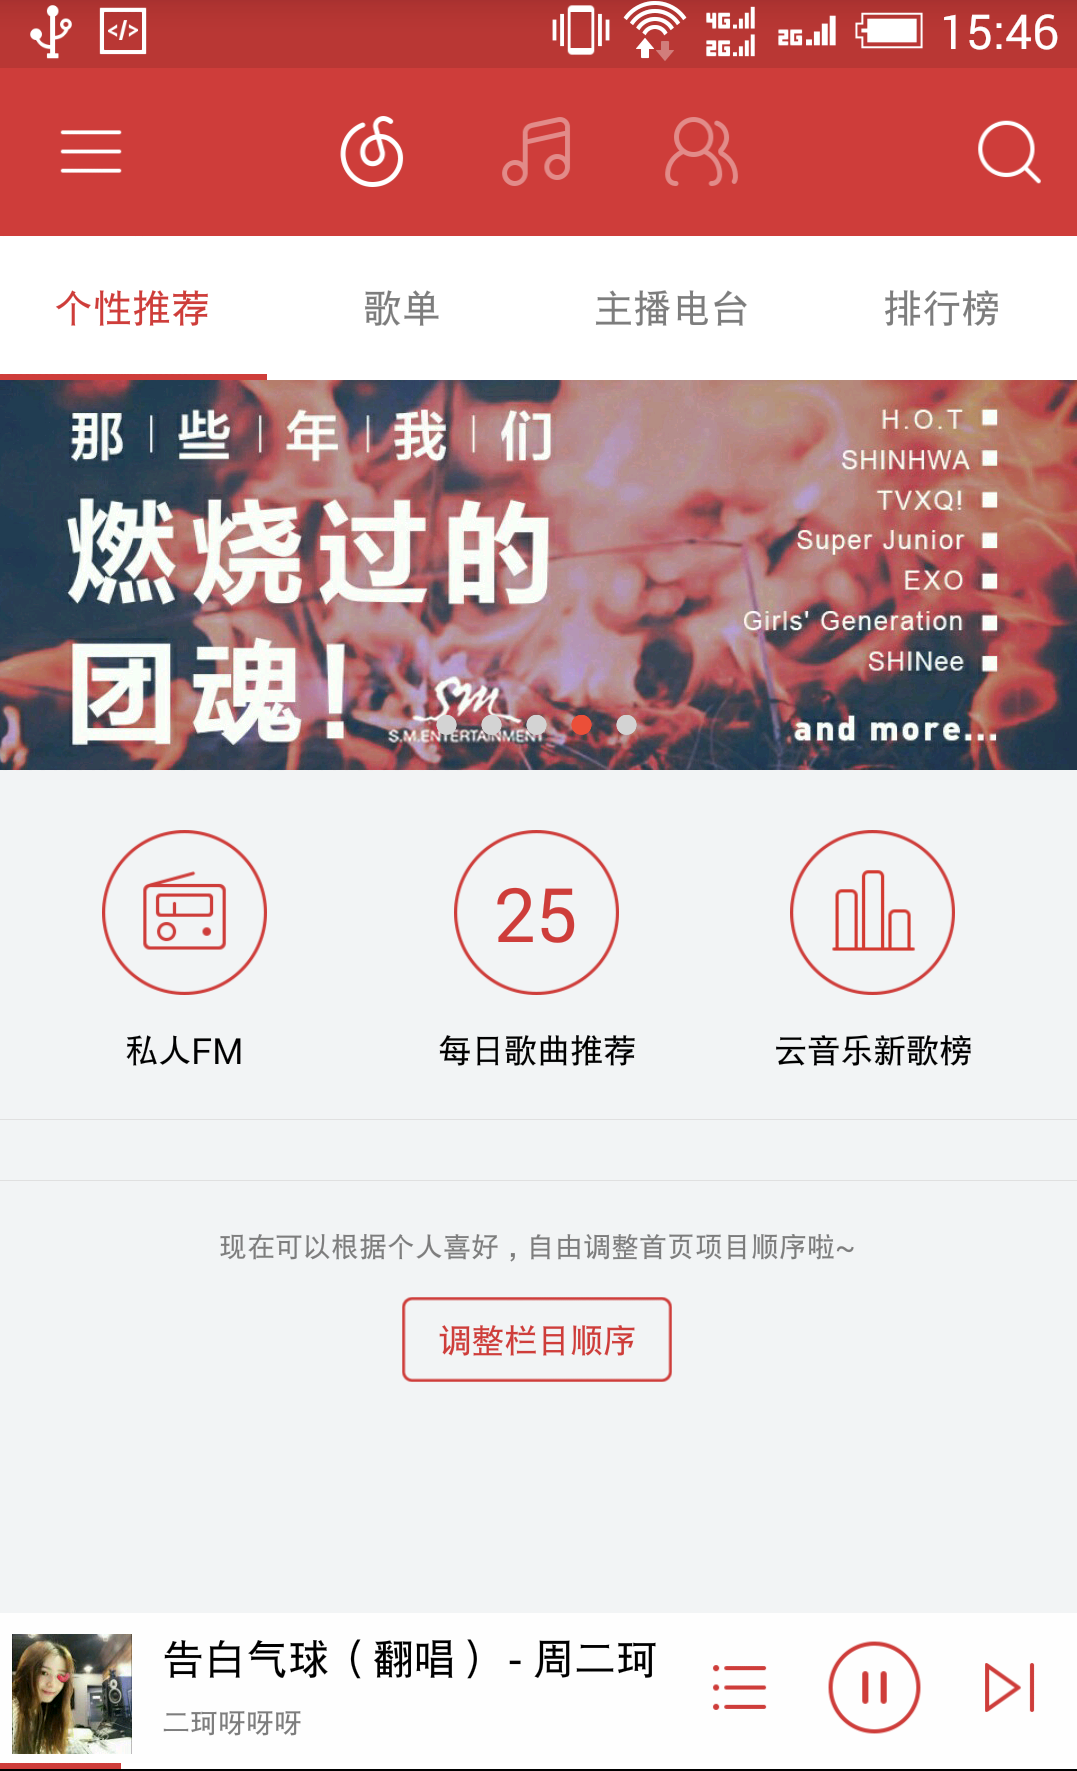 </>
4G
2G
2G
15:46
个性推荐 歌单 主播电台 排行榜
那|些|年|我|们
燃烧过的
团魂!
SM
S.M.ENTERTAINMENT
H.O.T
SHINHWA
TVXQ!
Super Junior
EXO
Girls' Generation
SHINee
and more...
25
私人FM 每日歌曲推荐 云音乐新歌榜
现在可以根据个人喜好，自由调整首页项目顺序啦~
调整栏目顺序
告白气球（翻唱） - 周二珂
二珂呀呀呀